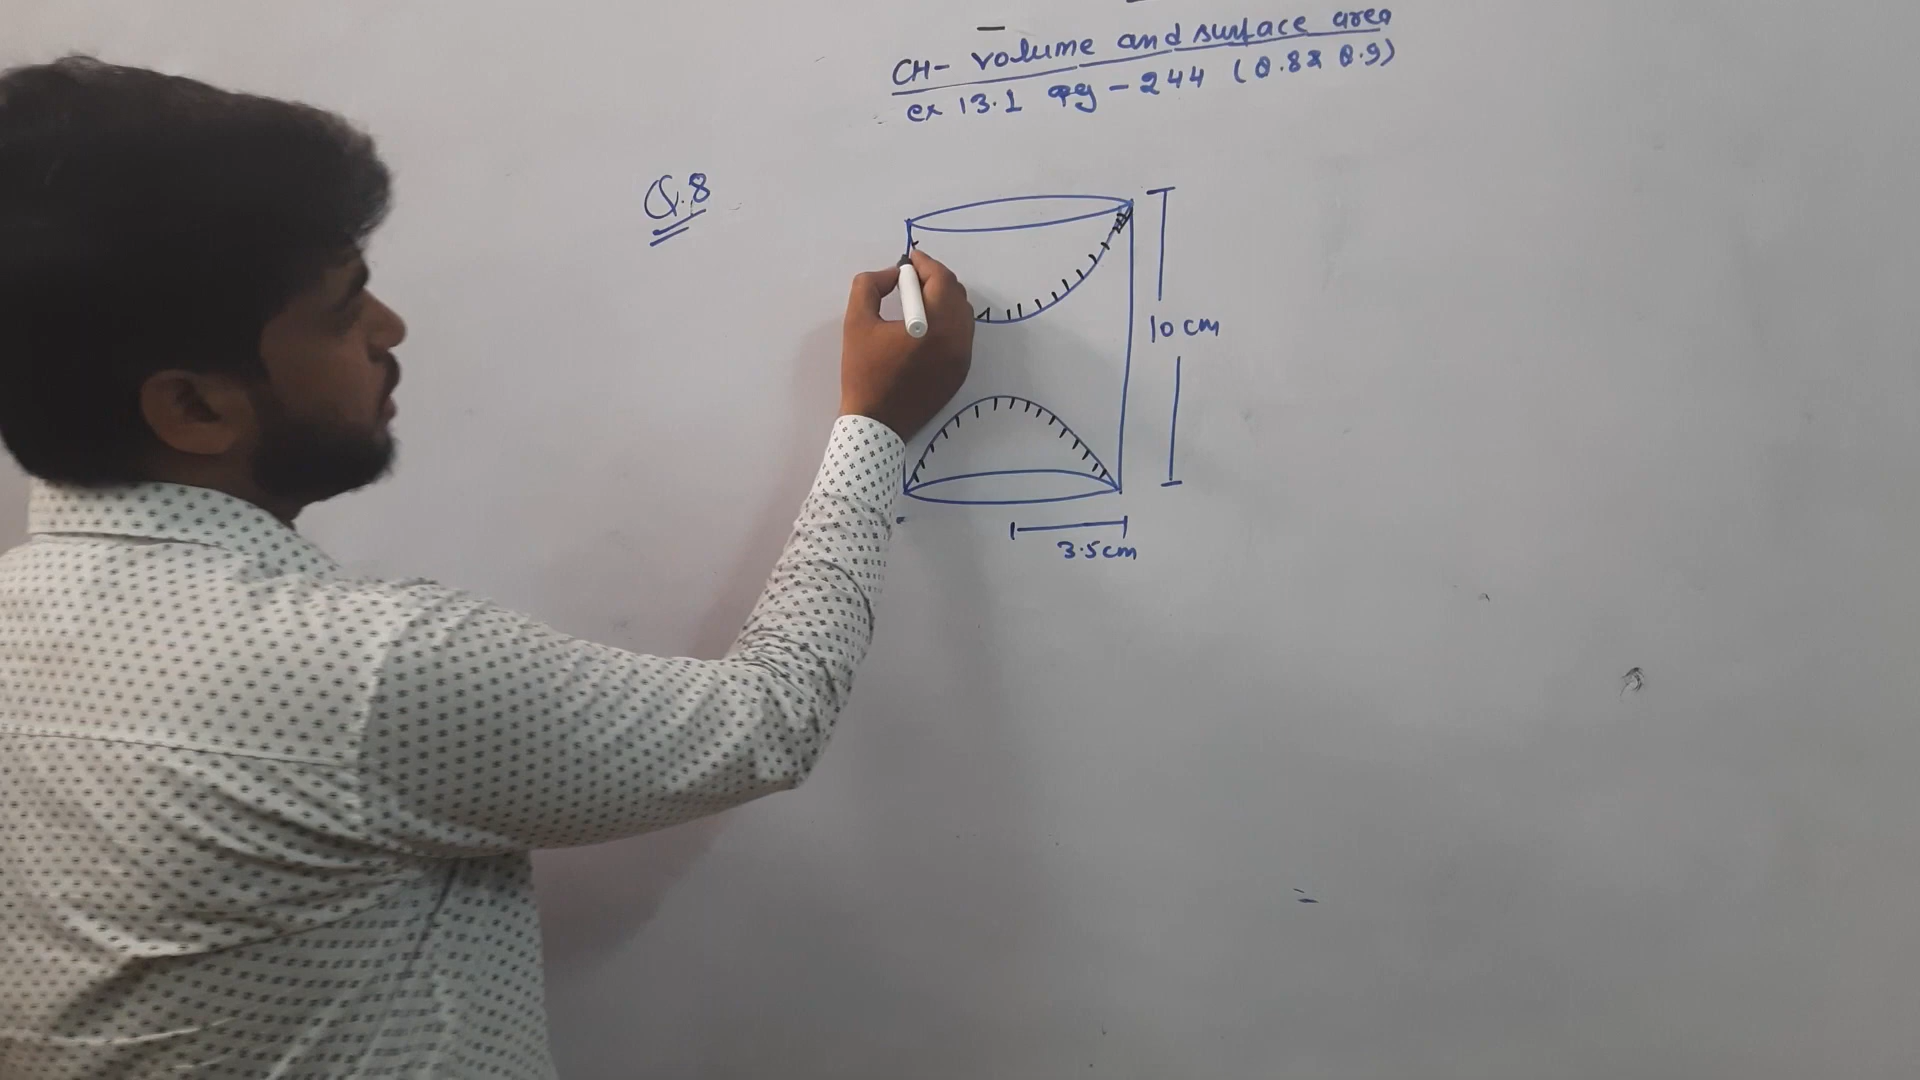 CH- volume and surface area
ex 13.1 pg - 244 (Q.8& Q.9)
Q.8
10 cm
3.5cm